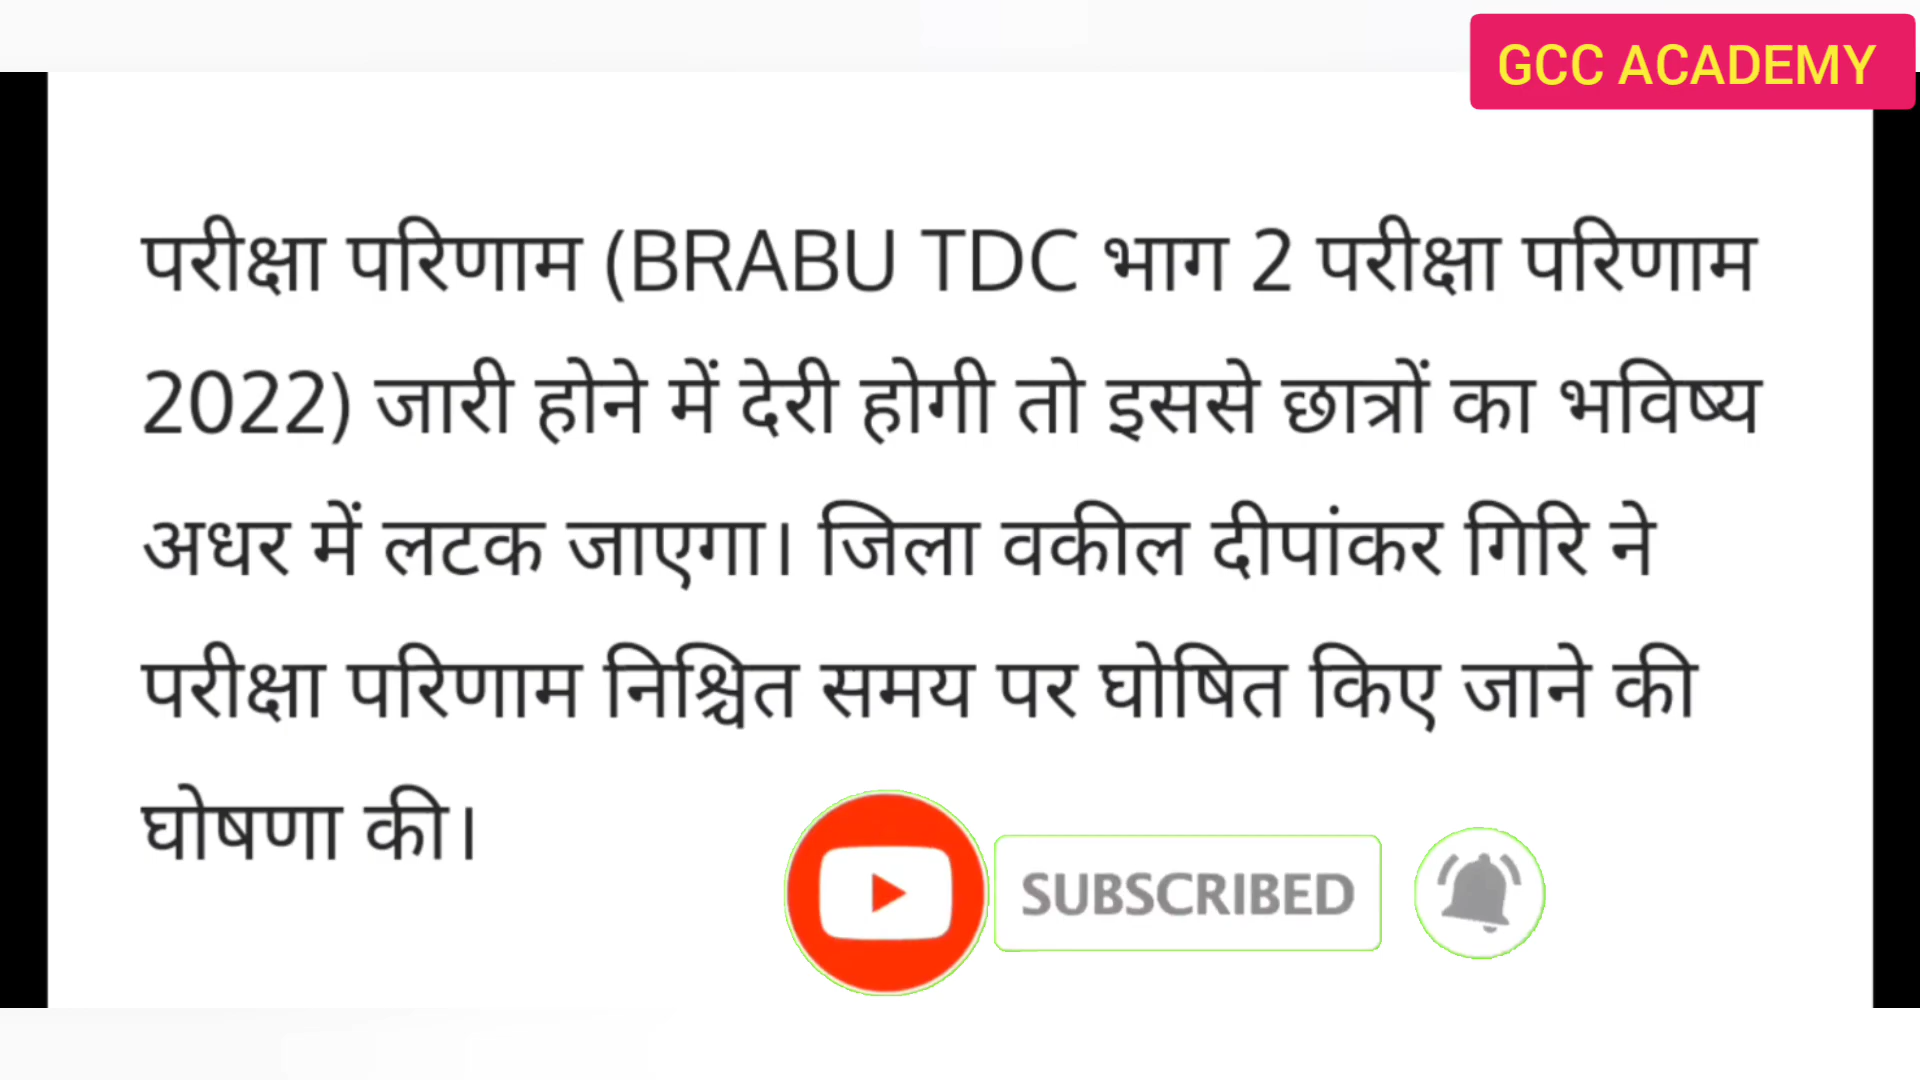 GCC ACADEMY
परीक्षा परिणाम (BRABU TDC भाग 2 परीक्षा परिणाम
2022) जारी होने में देरी होगी तो इससे छात्रों का भविष्य
अधर में लटक जाएगा। जिला वकील दीपांकर गिरि ने
परीक्षा परिणाम निश्चित समय पर घोषित किए जाने की
घोषणा की।
SUBSCRIBED